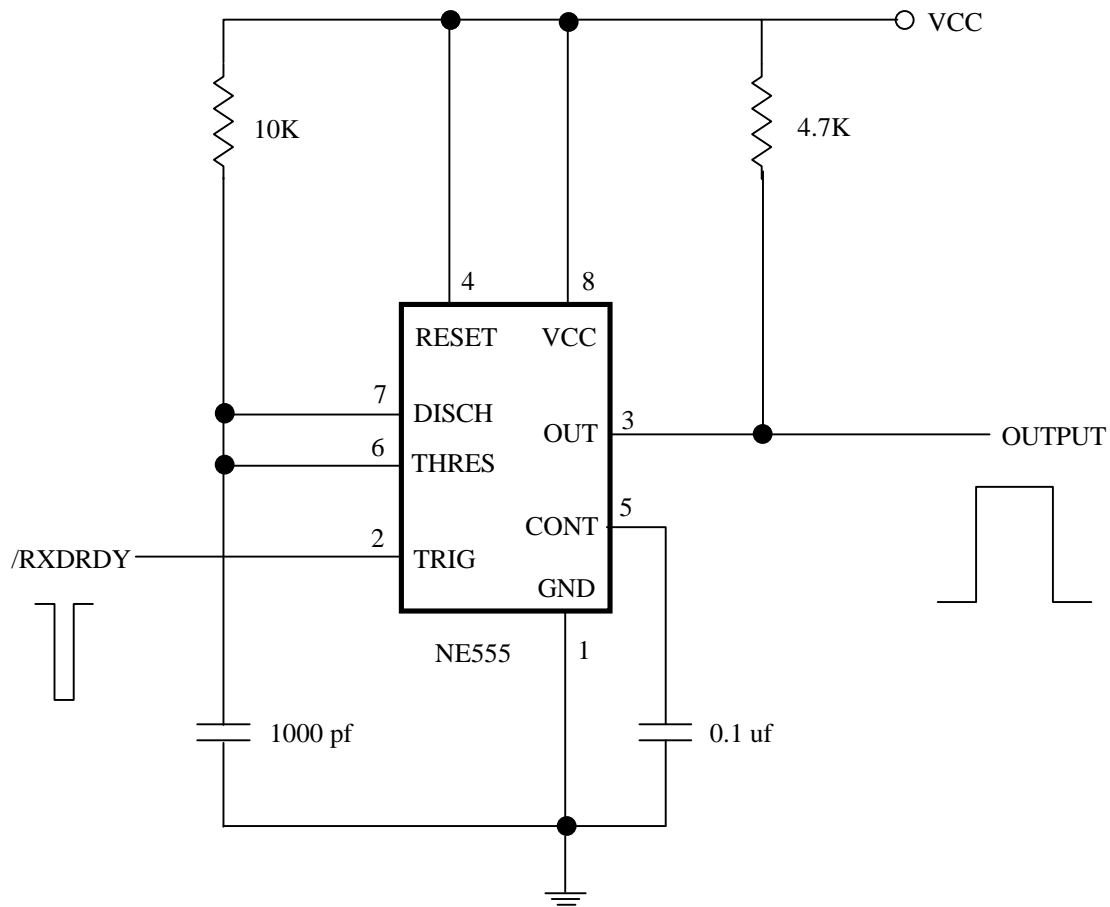 VCC
10K
4.7K
4
8
RESET
VCC
7
DISCH
3
OUT
OUTPUT
6
THRES
5
CONT
2
/RXDRDY
TRIG
GND
NE555
1
1000 pf
0.1 uf